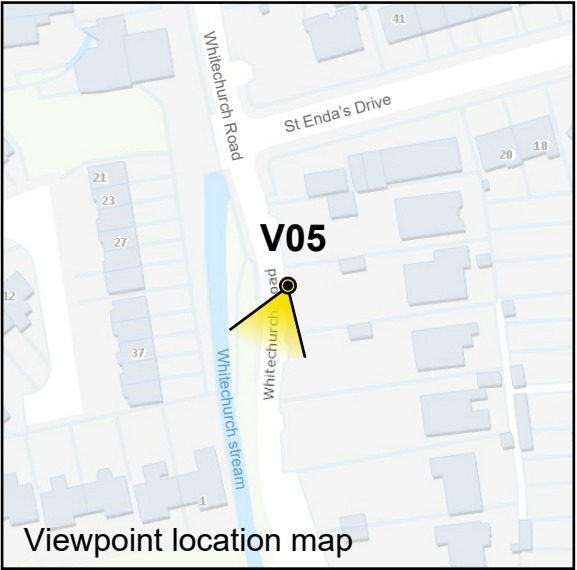 41
Whitechurch Road
St Enda's Drive
20
18
21
23
27
V05
12
Whitechurch Road
37
Whitechurch stream
1
Viewpoint location map